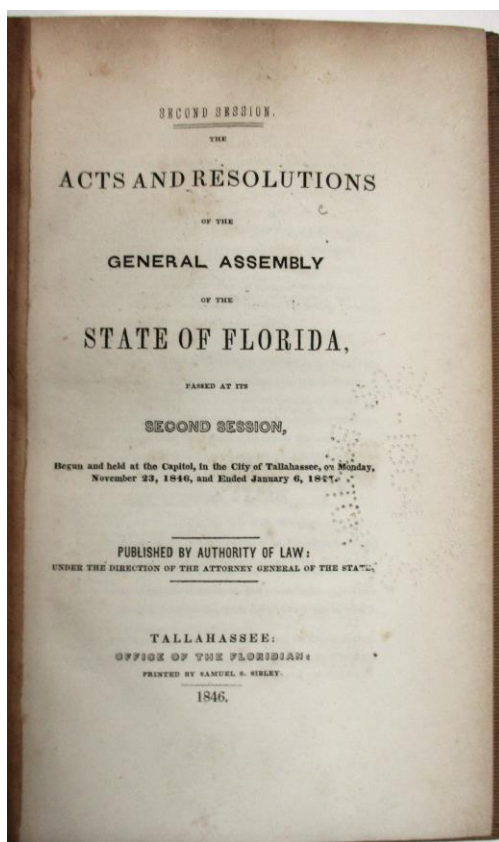 SECOND SESSION.
THE
ACTS AND RESOLUTIONS
OF THE
GENERAL ASSEMBLY
OF THE
STATE OF FLORIDA,
PASSED AT ITS
SECOND SESSION,
Begun and held at the Capitol, in the City of Tallahassee, on Monday,
November 23, 1846, and Ended January 6, 1847.
PUBLISHED BY AUTHORITY OF LAW:
UNDER THE DIRECTION OF THE ATTORNEY GENERAL OF THE STATE.
TALLAHASSEE:
OFFICE OF THE FLORIDIAN:
PRINTED BY SAMUEL S. SIBLEY.
1846.